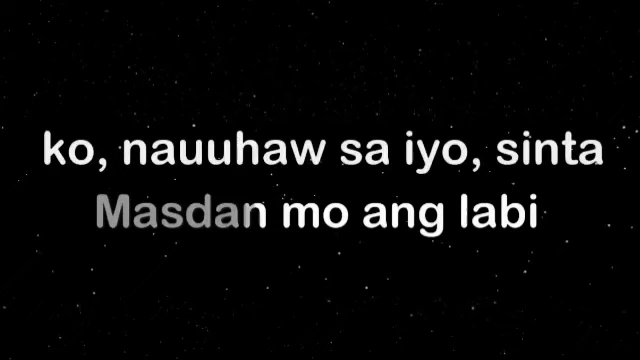 ko, nauuhaw sa iyo, sinta
Masdan mo ang labi